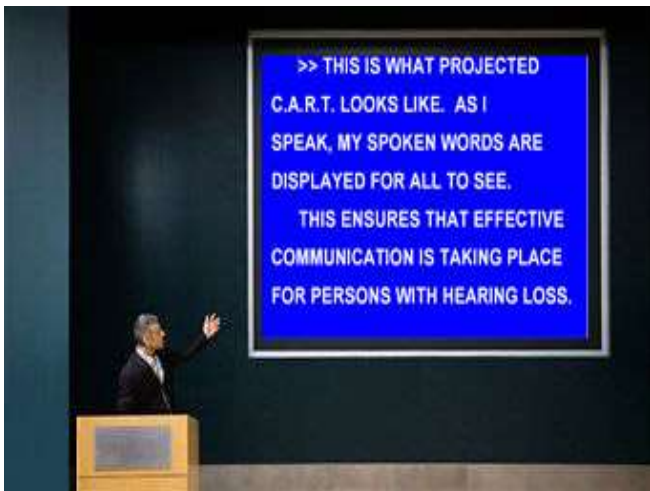 >> THIS IS WHAT PROJECTED
C.A.R.T. LOOKS LIKE.  AS I
SPEAK, MY SPOKEN WORDS ARE
DISPLAYED FOR ALL TO SEE.
THIS ENSURES THAT EFFECTIVE
COMMUNICATION IS TAKING PLACE
FOR PERSONS WITH HEARING LOSS.